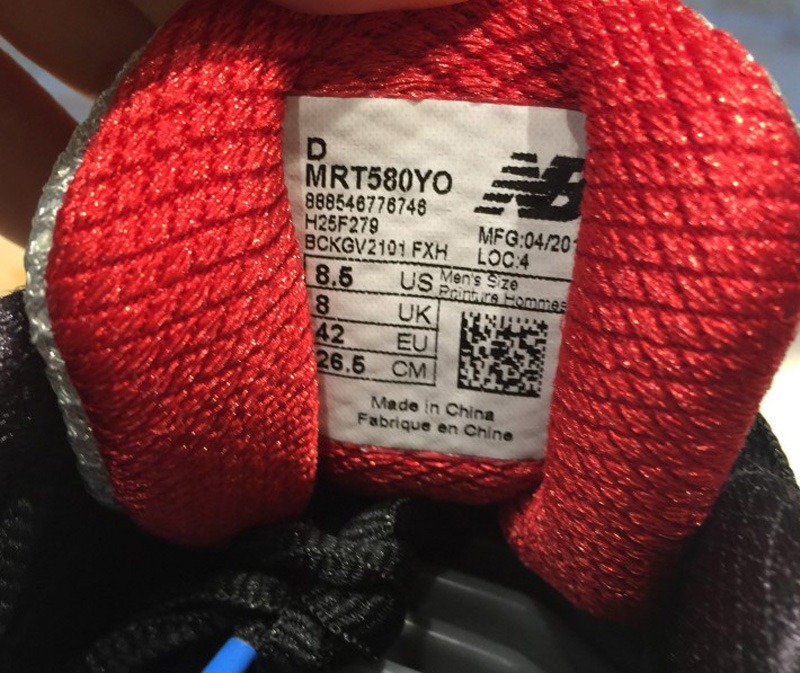 D
MRT580YO
NB
888546776746
H25F279
BCKGV2101 FXH
MFG:04/201
LOC:4
8.5 US Men's Size
Pointure Hommes
8 UK
42 EU
26.5 CM
Made in China
Fabrique en Chine